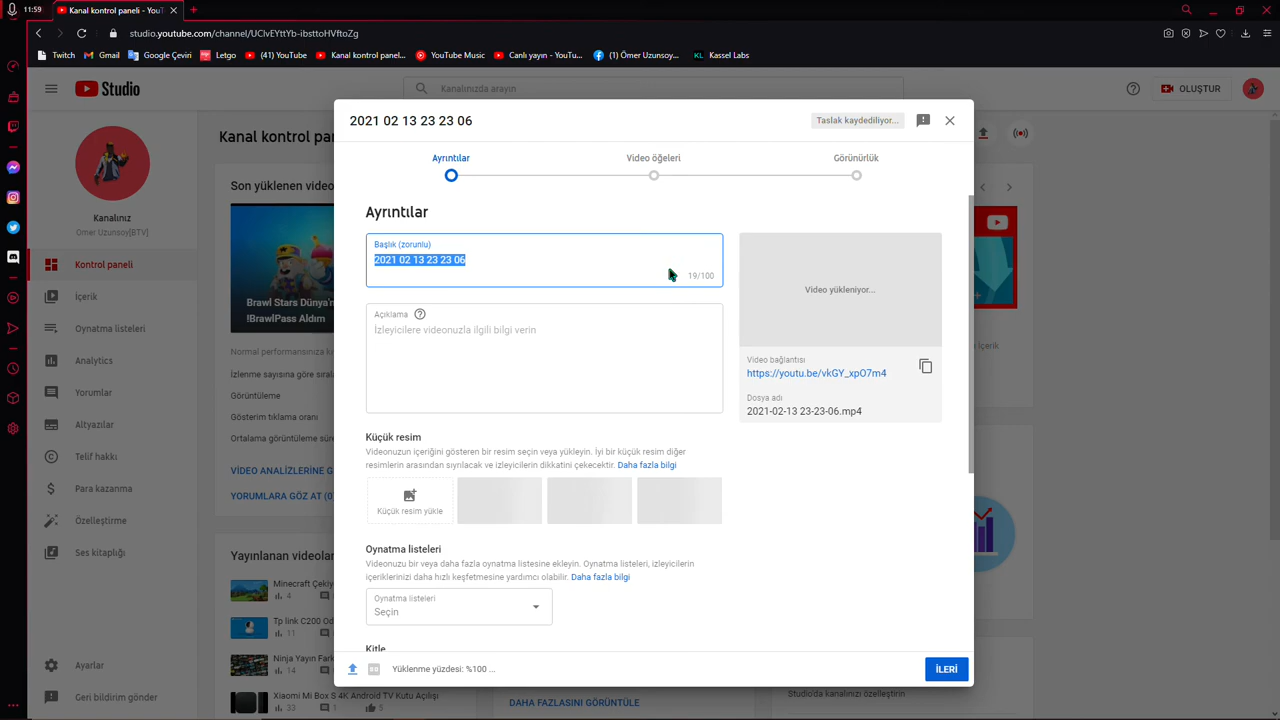 11:59
Kanal kontrol paneli - YouT
studio.youtube.com/channel/UClvEYttYb-ibsttoHVftoZg
Twitch
Gmail
Google Çeviri
Letgo
(41) YouTube
Kanal kontrol panel...
YouTube Music
Canlı yayın - YouTu...
(1) Ömer Uzunsoy...
KL
Kassel Labs
Studio
Kanalınızda arayın
OLUŞTUR
Kanalınız
Ömer Uzunsoy[BTV]
Kontrol paneli
İçerik
Oynatma listeleri
Analytics
Yorumlar
Altyazılar
Telif hakkı
Para kazanma
Özelleştirme
Ses kitaplığı
Ayarlar
Geri bildirim gönder
Kanal kontrol pan
Son yüklenen video
Brawl Stars Dünya'n
!BrawlPass Aldım
Normal performansınıza kı
İzlenme sayısına göre sıral
Görüntüleme
Gösterim tıklama oranı
Ortalama görüntüleme süre
VİDEO ANALİZLERİNE G
YORUMLARA GÖZ AT (0)
Yayınlanan videolar
Minecraft Çekiy
4
Tp link C200 Od
11
Ninja Yayın Fark
14
Xiaomi Mi Box S 4K Android TV Kutu Açılışı
33
1
5
2021 02 13 23 23 06
Taslak kaydediliyor...
Ayrıntılar
Video öğeleri
Görünürlük
Ayrıntılar
Başlık (zorunlu)
2021 02 13 23 23 06
19/100
Açıklama
İzleyicilere videonuzla ilgili bilgi verin
Video yükleniyor...
Video bağlantısı
https://youtu.be/vkGY_xpO7m4
Dosya adı
2021-02-13 23-23-06.mp4
Küçük resim
Videonuzun içeriğini gösteren bir resim seçin veya yükleyin. İyi bir küçük resim diğer
resimlerin arasından sıyrılacak ve izleyicilerin dikkatini çekecektir. Daha fazla bilgi
Küçük resim yükle
Oynatma listeleri
Videonuzu bir veya daha fazla oynatma listesine ekleyin. Oynatma listeleri, izleyicilerin
içeriklerinizi daha hızlı keşfetmesine yardımcı olabilir. Daha fazla bilgi
Oynatma listeleri
Seçin
Kitle
Yüklenme yüzdesi: %100 ...
İLERİ
içerik
DAHA FAZLASINI GÖRÜNTÜLE
Studio'da kanalınızı özelleştirin